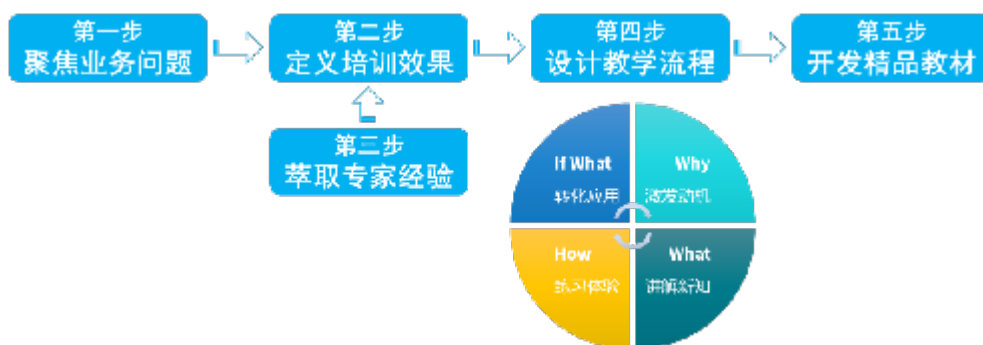 第一步
聚焦业务问题
第二步
定义培训效果
第四步
设计教学流程
第五步
开发精品教材
第三步
萃取专家经验
If What
转化应用
Why
激发动机
How
练习体验
What
讲解新知